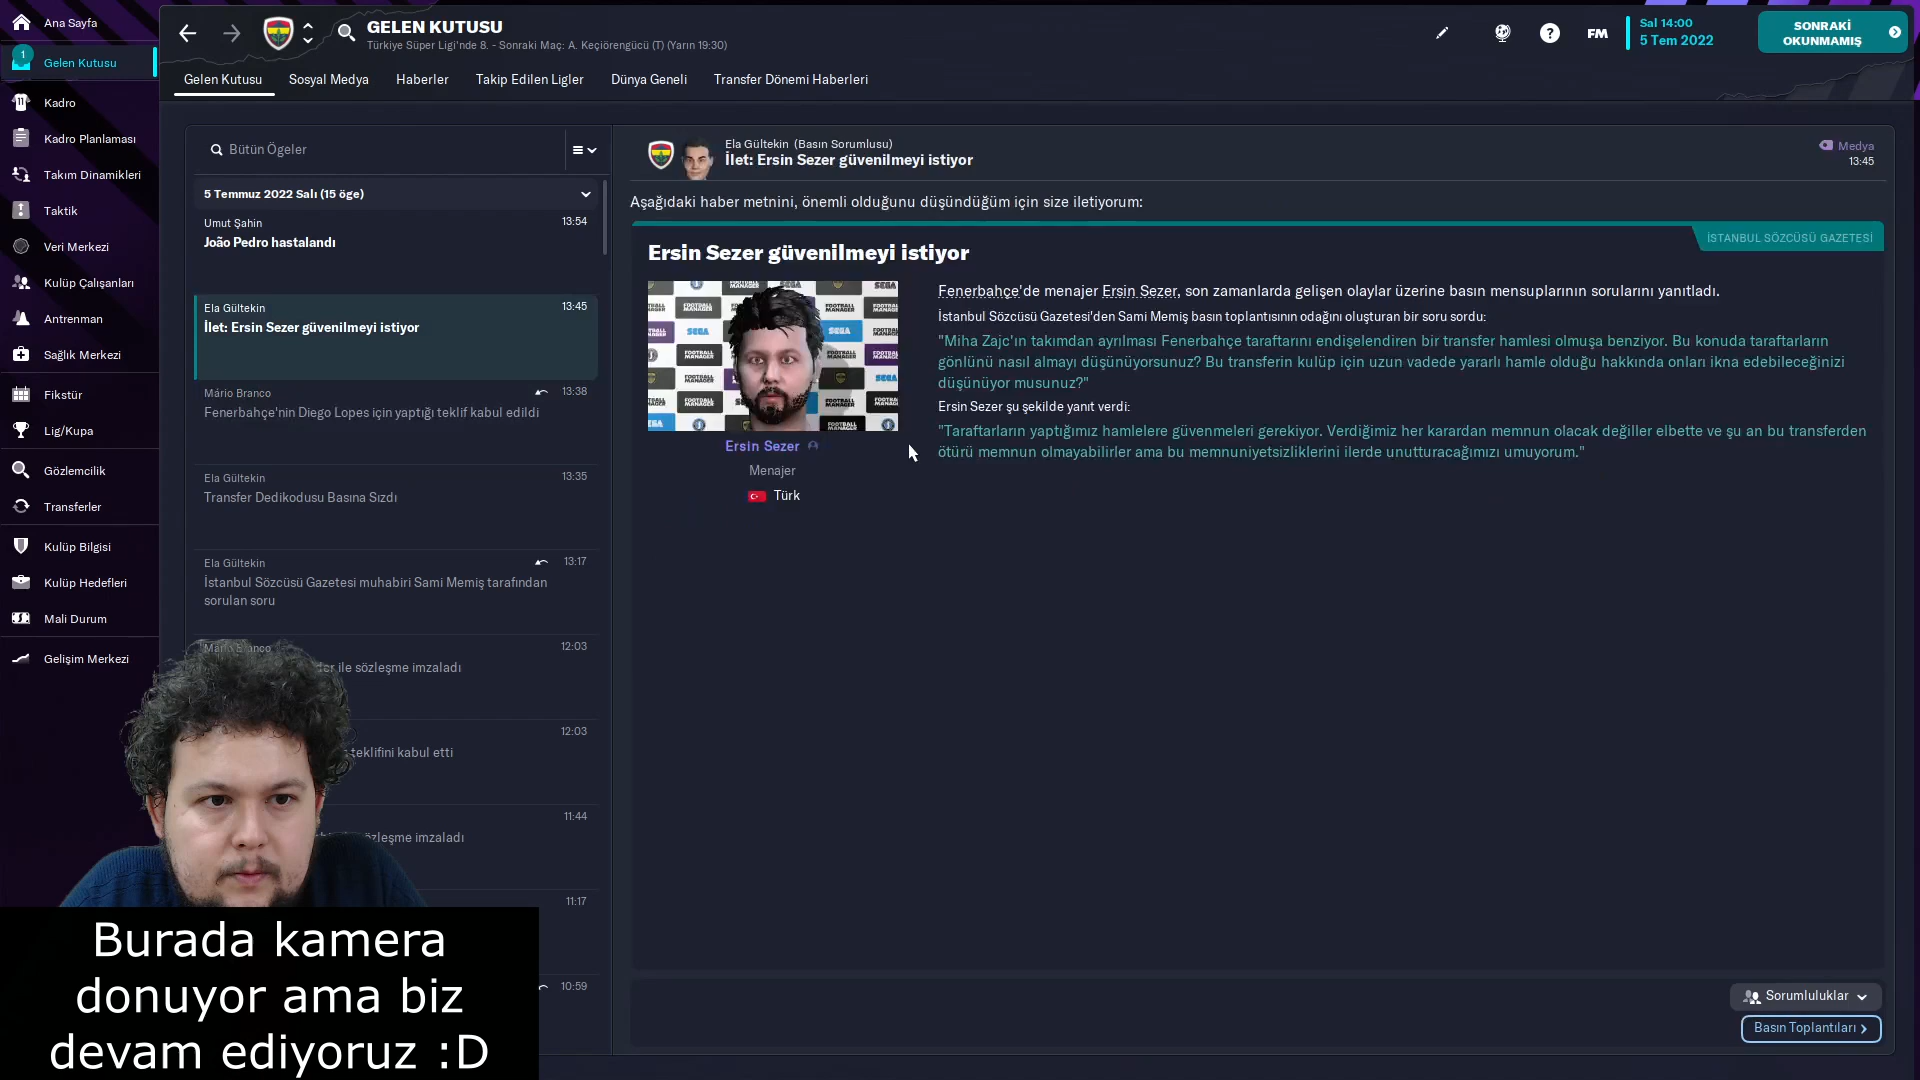 Ana Sayfa
1
Gelen Kutusu
Kadro
Kadro Planlaması
Takım Dinamikleri
Taktik
Veri Merkezi
Kulüp Çalışanları
Antrenman
Sağlık Merkezi
Fikstür
Lig/Kupa
Gözlemcilik
Transferler
Kulüp Bilgisi
Kulüp Hedefleri
Mali Durum
Gelişim Merkezi
GELEN KUTUSU
Türkiye Süper Ligi'nde 8. - Sonraki Maç: A. Keçiörengücü (T) (Yarın 19:30)
FM
Sal 14:00
5 Tem 2022
SONRAKİ
OKUNMAMIŞ
Gelen Kutusu
Sosyal Medya
Haberler
Takip Edilen Ligler
Dünya Geneli
Transfer Dönemi Haberleri
Bütün Ögeler
5 Temmuz 2022 Salı (15 öge)
Umut Şahin 13:54
João Pedro hastalandı
Ela Gültekin 13:45
İlet: Ersin Sezer güvenilmeyi istiyor
Mário Branco 13:38
Fenerbahçe'nin Diego Lopes için yaptığı teklif kabul edildi
Ela Gültekin 13:35
Transfer Dedikodusu Basına Sızdı
Ela Gültekin 13:17
İstanbul Sözcüsü Gazetesi muhabiri Sami Memiş tarafından
sorulan soru
Mário Branco 12:03
ile sözleşme imzaladı
12:03
teklifini kabul etti
11:44
sözleşme imzaladı
11:17
10:59
Ela Gültekin (Basın Sorumlusu)
İlet: Ersin Sezer güvenilmeyi istiyor
Medya
13:45
Aşağıdaki haber metnini, önemli olduğunu düşündüğüm için size iletiyorum:
İSTANBUL SÖZCÜSÜ GAZETESİ
Ersin Sezer güvenilmeyi istiyor
FOOTBALL MANAGER
SEGA
Ersin Sezer
Menajer
Türk
Fenerbahçe'de menajer Ersin Sezer, son zamanlarda gelişen olaylar üzerine basın mensuplarının sorularını yanıtladı.
İstanbul Sözcüsü Gazetesi'den Sami Memiş basın toplantısının odağını oluşturan bir soru sordu:
"Miha Zajc'ın takımdan ayrılması Fenerbahçe taraftarını endişelendiren bir transfer hamlesi olmuşa benziyor. Bu konuda taraftarların
gönlünü nasıl almayı düşünüyorsunuz? Bu transferin kulüp için uzun vadede yararlı hamle olduğu hakkında onları ikna edebileceğinizi
düşünüyor musunuz?"
Ersin Sezer şu şekilde yanıt verdi:
"Taraftarların yaptığımız hamlelere güvenmeleri gerekiyor. Verdiğimiz her karardan memnun olacak değiller elbette ve şu an bu transferden
ötürü memnun olmayabilirler ama bu memnuniyetsizliklerini ilerde unutturacağımızı umuyorum."
Sorumluluklar
Basın Toplantıları
Burada kamera
donuyor ama biz
devam ediyoruz :D